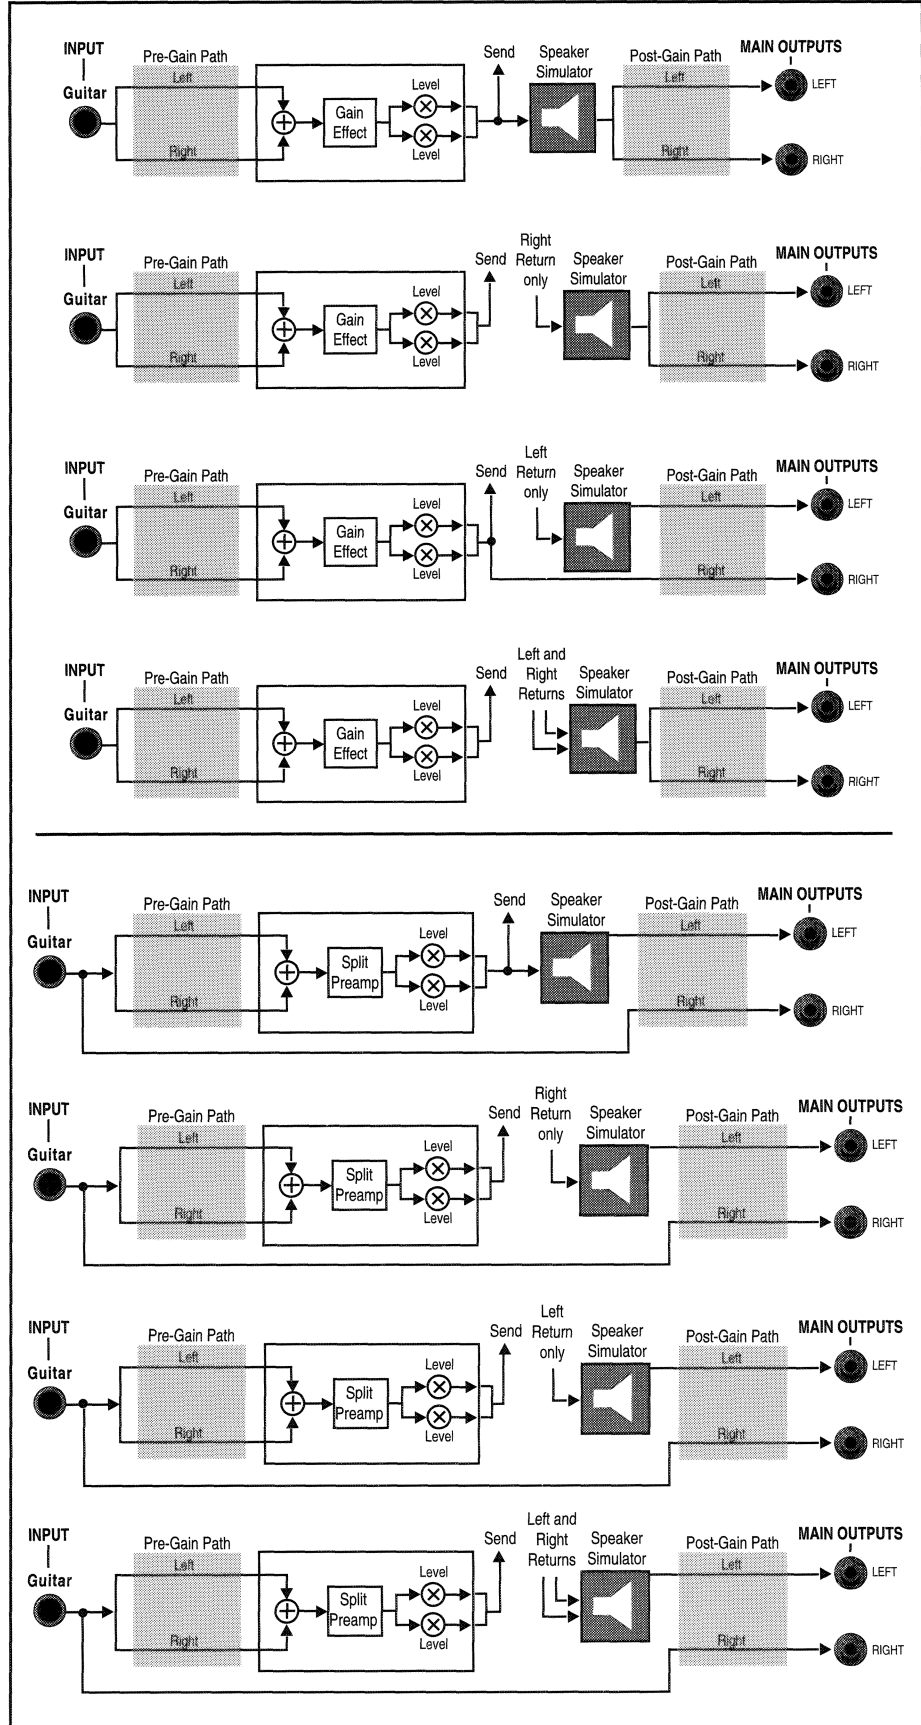 INPUT
Guitar
Pre-Gain Path
Left
Right
Gain
Effect
Level
Level
Send
Speaker
Simulator
Post-Gain Path
Left
Right
MAIN OUTPUTS
LEFT
RIGHT
INPUT
Guitar
Pre-Gain Path
Left
Right
Gain
Effect
Level
Level
Send
Right
Return
only
Speaker
Simulator
Post-Gain Path
Left
Right
MAIN OUTPUTS
LEFT
RIGHT
INPUT
Guitar
Pre-Gain Path
Left
Right
Gain
Effect
Level
Level
Send
Left
Return
only
Speaker
Simulator
Post-Gain Path
Left
Right
MAIN OUTPUTS
LEFT
RIGHT
INPUT
Guitar
Pre-Gain Path
Left
Right
Gain
Effect
Level
Level
Send
Left and
Right
Returns
Speaker
Simulator
Post-Gain Path
Left
Right
MAIN OUTPUTS
LEFT
RIGHT
INPUT
Guitar
Pre-Gain Path
Left
Right
Split
Preamp
Level
Level
Send
Speaker
Simulator
Post-Gain Path
Left
Right
MAIN OUTPUTS
LEFT
RIGHT
INPUT
Guitar
Pre-Gain Path
Left
Right
Split
Preamp
Level
Level
Send
Right
Return
only
Speaker
Simulator
Post-Gain Path
Left
Right
MAIN OUTPUTS
LEFT
RIGHT
INPUT
Guitar
Pre-Gain Path
Left
Right
Split
Preamp
Level
Level
Send
Left
Return
only
Speaker
Simulator
Post-Gain Path
Left
Right
MAIN OUTPUTS
LEFT
RIGHT
INPUT
Guitar
Pre-Gain Path
Left
Right
Split
Preamp
Level
Level
Send
Left and
Right
Returns
Speaker
Simulator
Post-Gain Path
Left
Right
MAIN OUTPUTS
LEFT
RIGHT